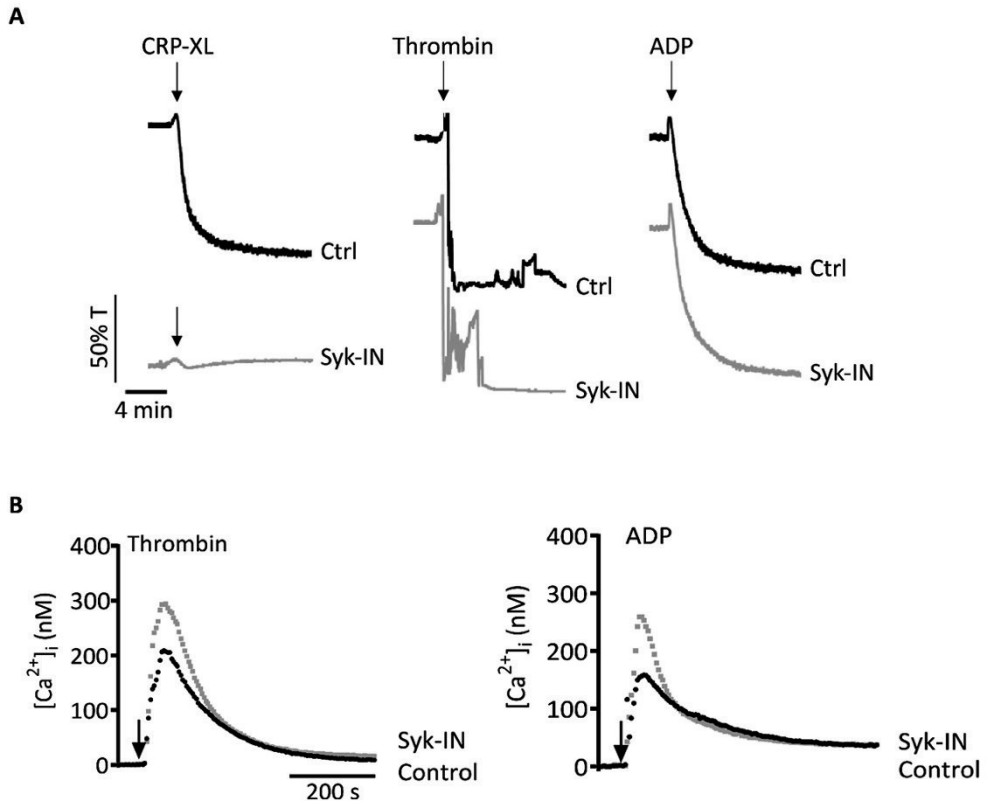 A
CRP-XL
Thrombin
ADP
Ctrl
Ctrl
Ctrl
50% T
Syk-IN
Syk-IN
Syk-IN
4 min
B
400
300
200
100
0
[Ca²⁺]ᵢ (nM)
Thrombin
Syk-IN
Control
200 s
400
300
200
100
0
[Ca²⁺]ᵢ (nM)
ADP
Syk-IN
Control